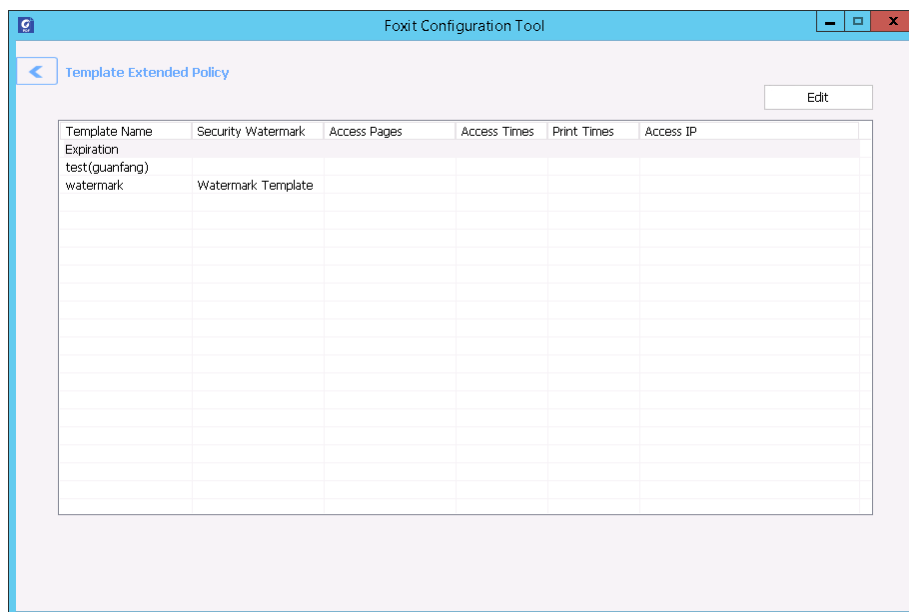 Foxit Configuration Tool
Template Extended Policy
Edit
Template Name Security Watermark Access Pages Access Times Print Times Access IP
Expiration
test(guanfang)
watermark Watermark Template